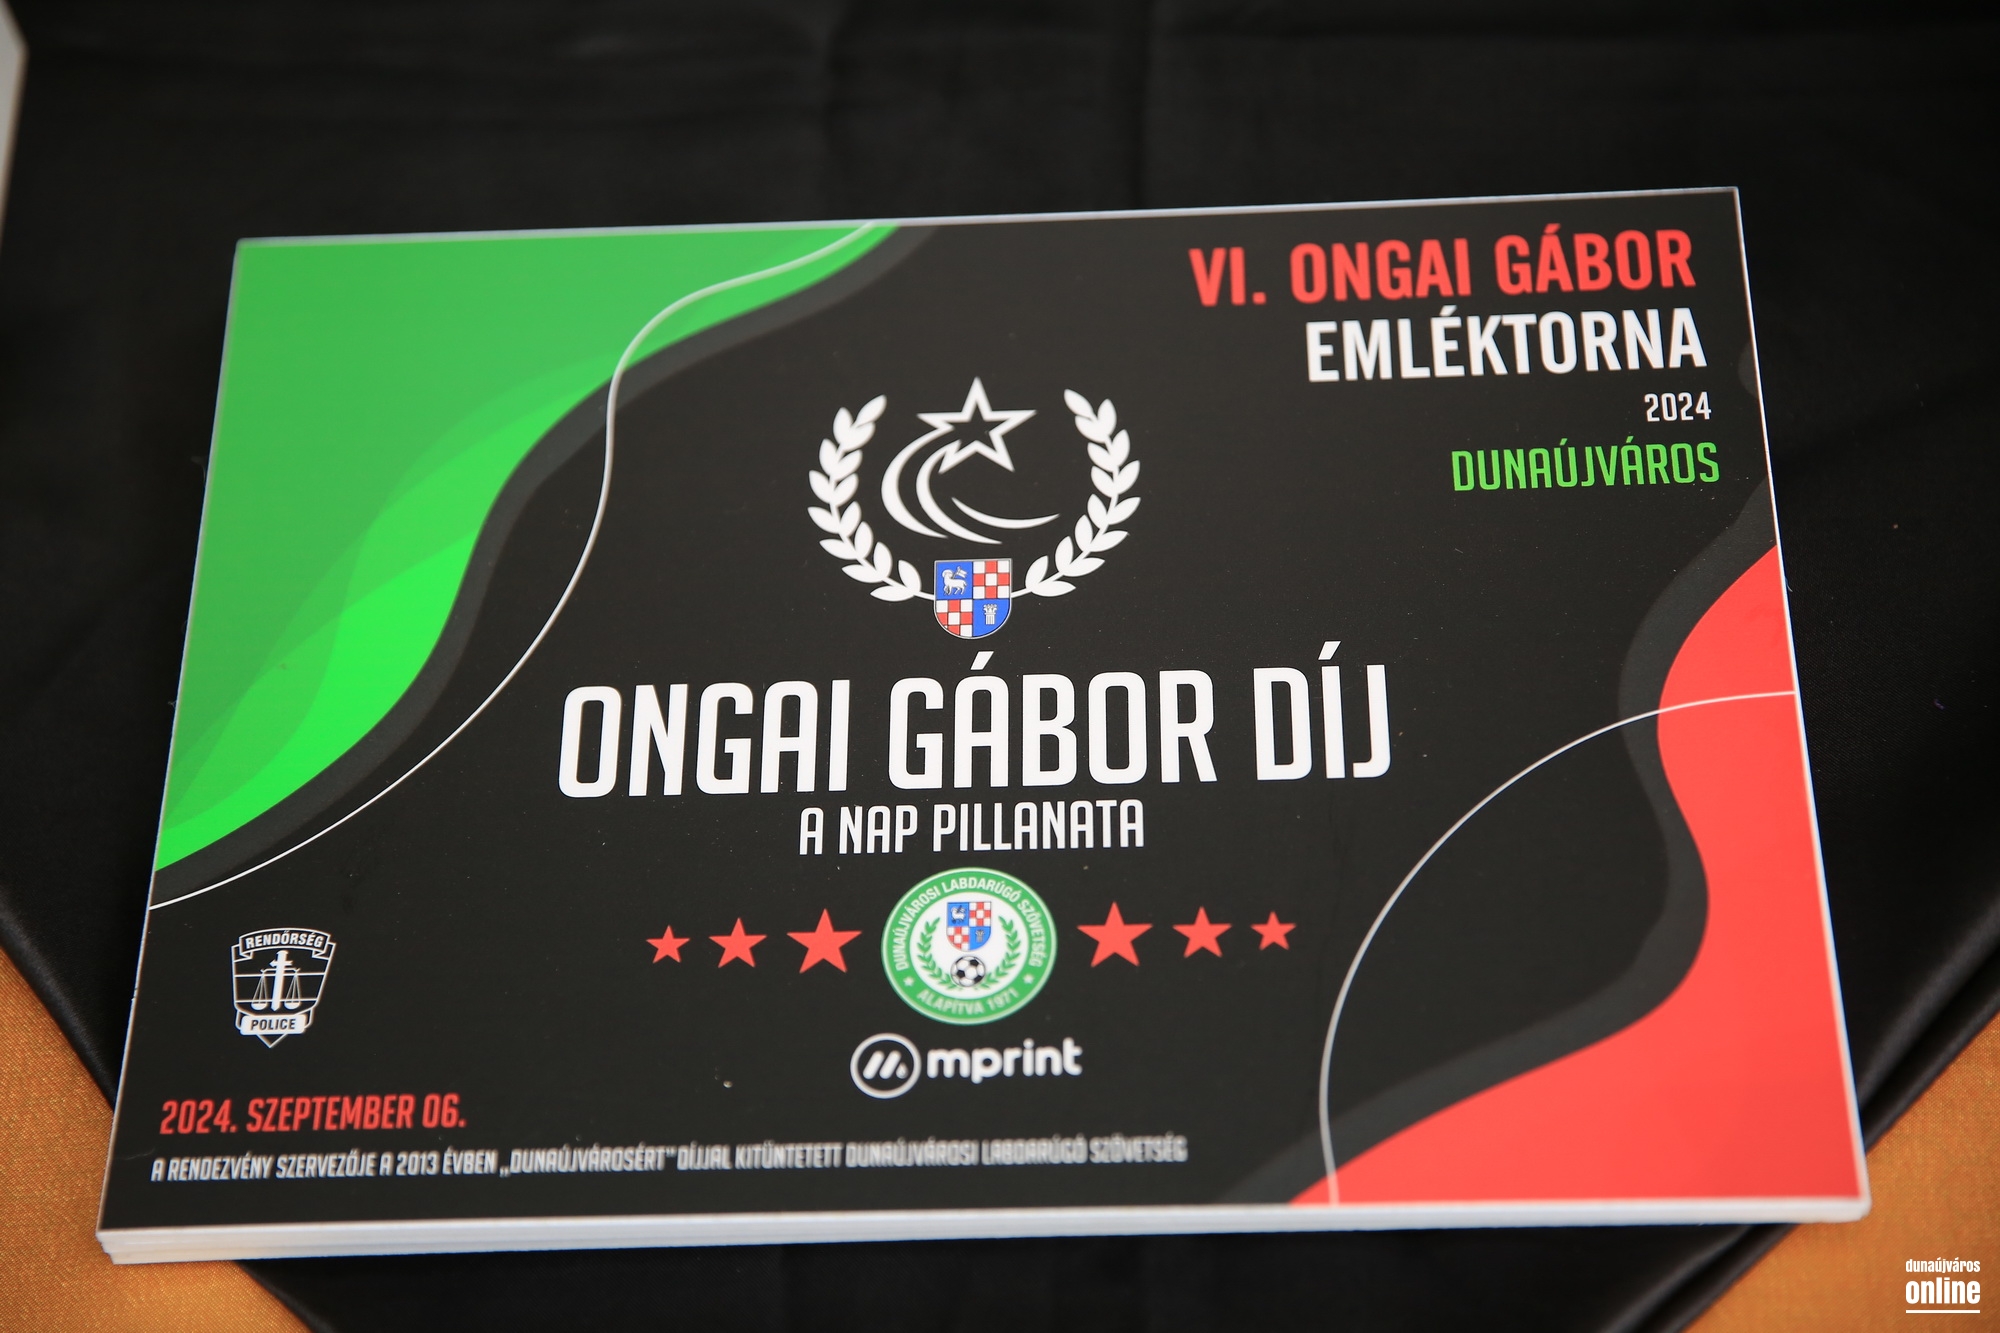 VI. ONGAI GÁBOR
EMLÉKTORNA
2024
DUNAÚJVÁROS
ONGAI GÁBOR DÍJ
A NAP PILLANATA
DUNAÚJVÁROSI LABDARÚGÓ SZÖVETSÉG
ALAPÍTVA 1971
RENDŐRSÉG
POLICE
mprint
2024. SZEPTEMBER 06.
A RENDEZVÉNY SZERVEZŐJE A 2013 ÉVBEN „DUNAÚJVÁROSÉRT" DÍJJAL KITÜNTETETT DUNAÚJVÁROSI LABDARÚGÓ SZÖVETSÉG
dunaújváros
online